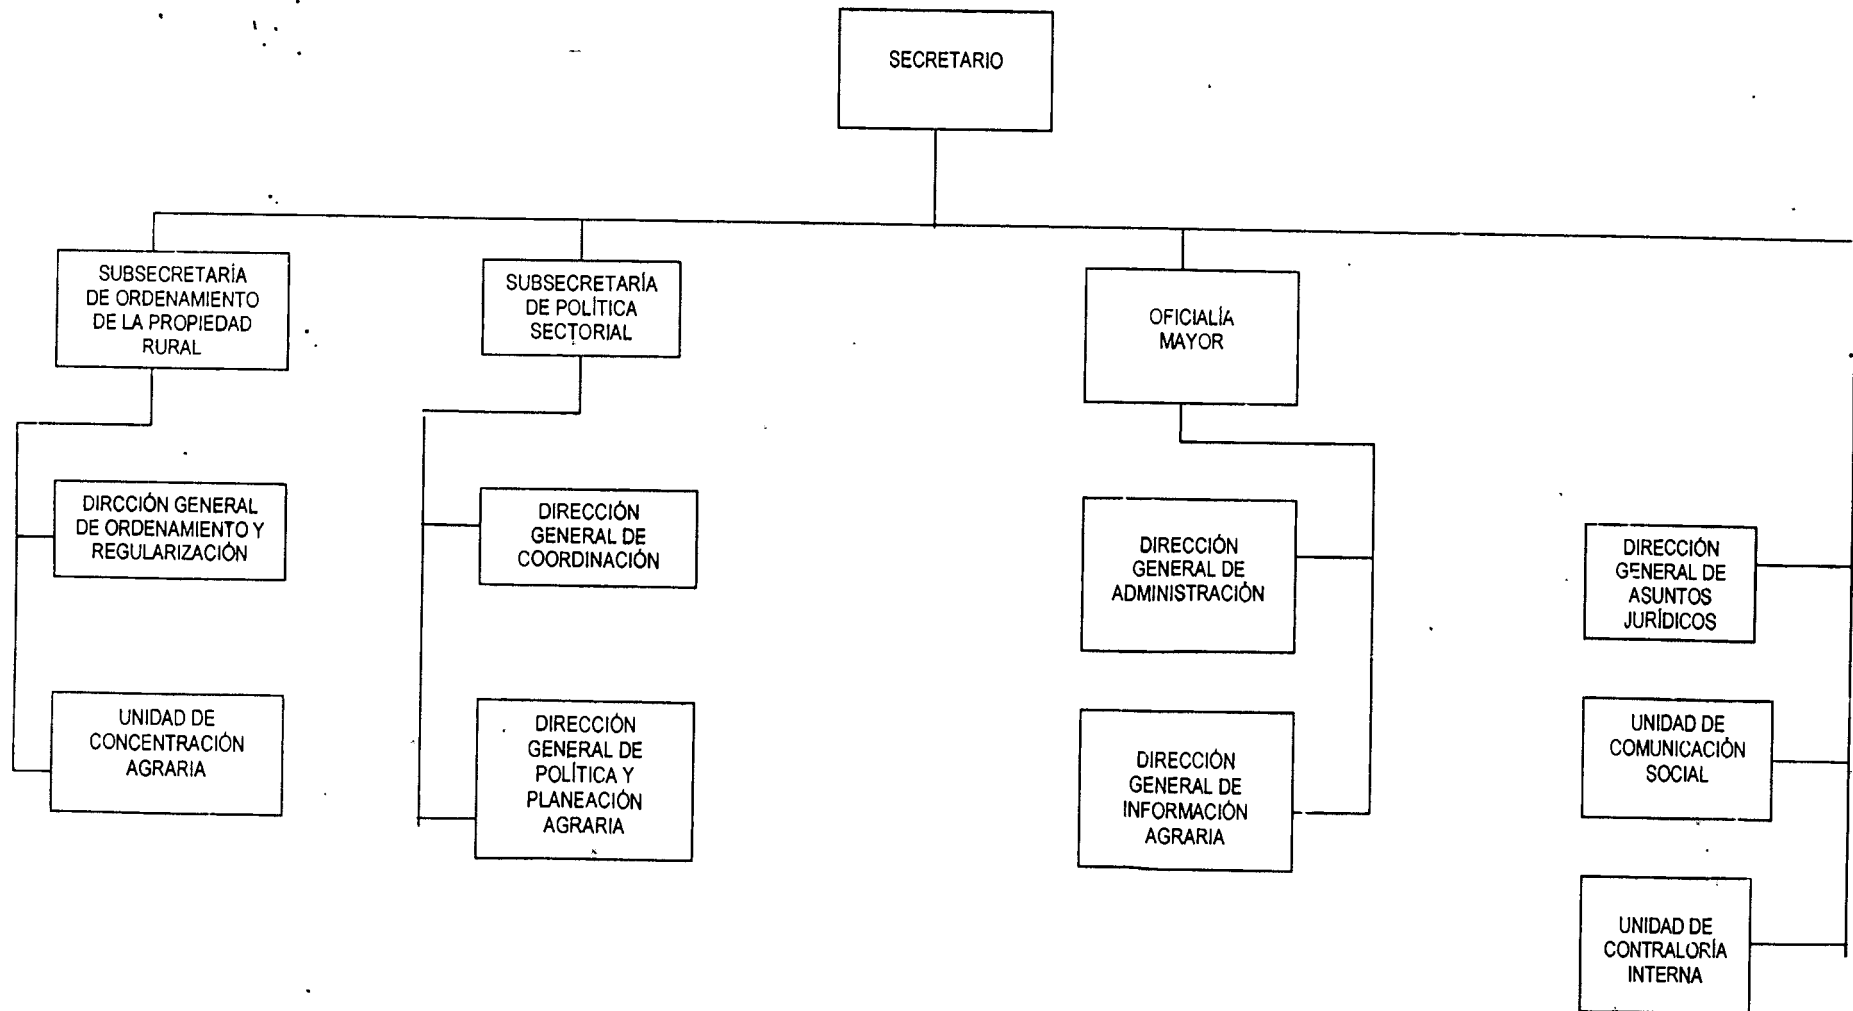 SECRETARIO
SUBSECRETARÍA
DE ORDENAMIENTO
DE LA PROPIEDAD
RURAL
SUBSECRETARÍA
DE POLÍTICA
SECTORIAL
OFICIALÍA
MAYOR
DIRCCIÓN GENERAL
DE ORDENAMIENTO Y
REGULARIZACIÓN
DIRECCIÓN
GENERAL DE
COORDINACIÓN
DIRECCIÓN
GENERAL DE
ADMINISTRACIÓN
DIRECCIÓN
GENERAL DE
ASUNTOS
JURÍDICOS
UNIDAD DE
CONCENTRACIÓN
AGRARIA
DIRECCIÓN
GENERAL DE
POLÍTICA Y
PLANEACIÓN
AGRARIA
DIRECCIÓN
GENERAL DE
INFORMACIÓN
AGRARIA
UNIDAD DE
COMUNICACIÓN
SOCIAL
UNIDAD DE
CONTRALORÍA
INTERNA